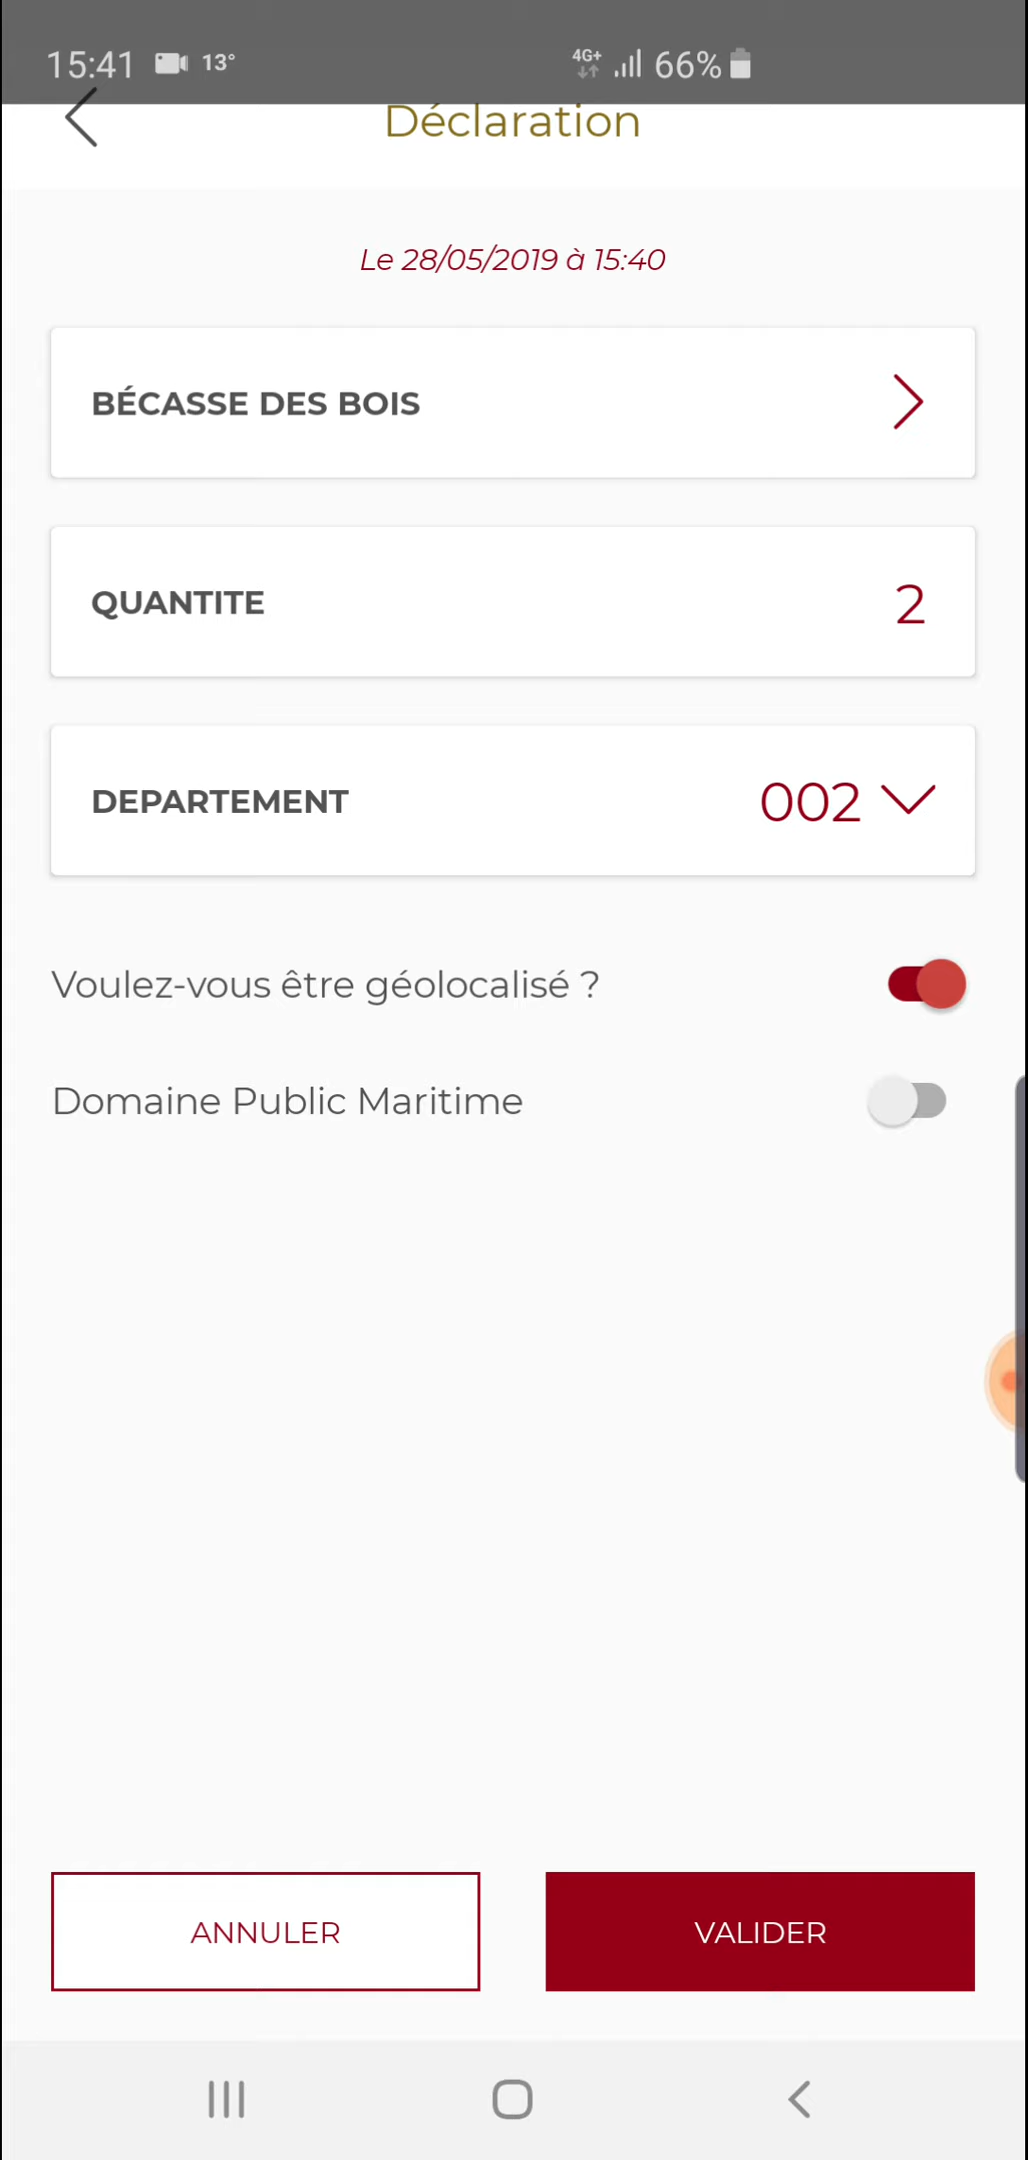 15:41 13° 4G+ 66%
Déclaration
Le 28/05/2019 à 15:40
BÉCASSE DES BOIS
QUANTITE 2
DEPARTEMENT 002
Voulez-vous être géolocalisé ?
Domaine Public Maritime
ANNULER VALIDER